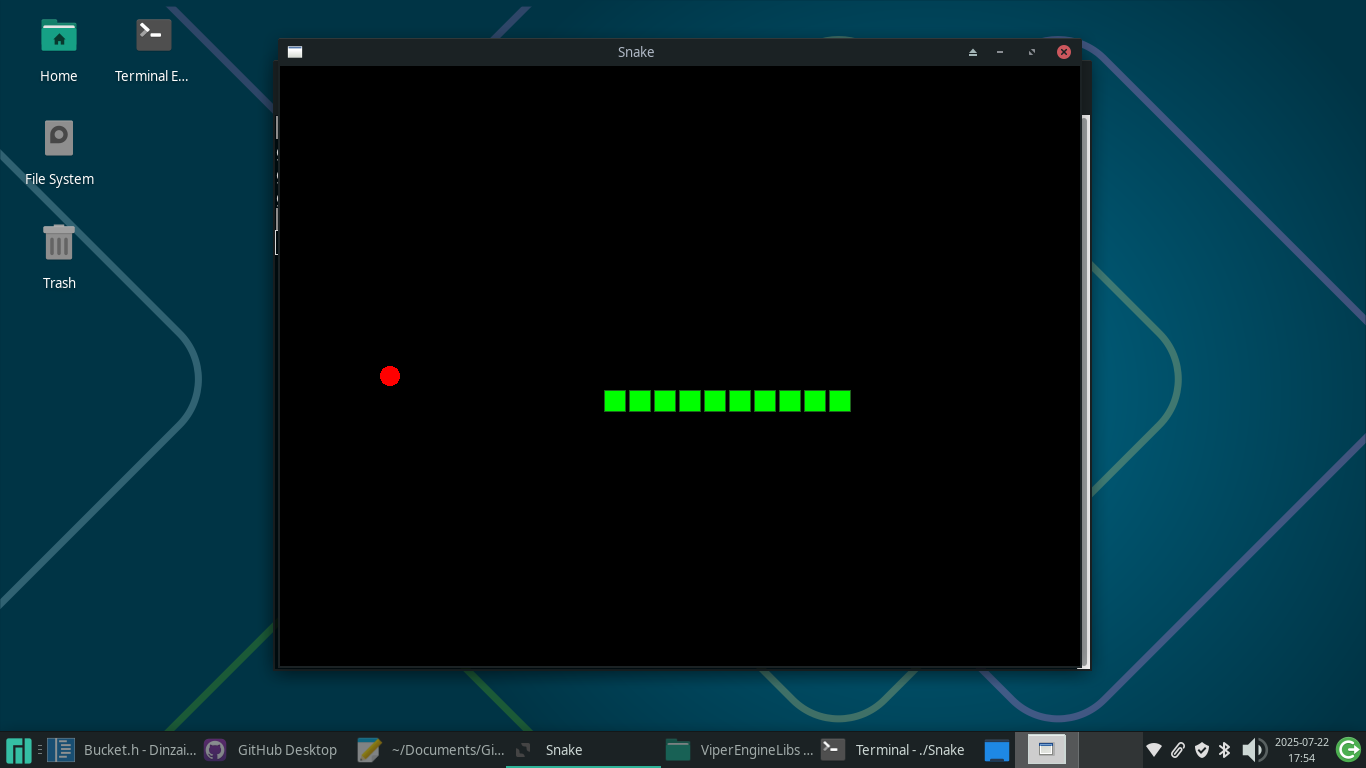 Home
Terminal E...
File System
Trash
Snake
Bucket.h - Dinzai...
GitHub Desktop
~/Documents/Gi...
Snake
ViperEngineLibs ...
Terminal - ./Snake
2025-07-22
17:54